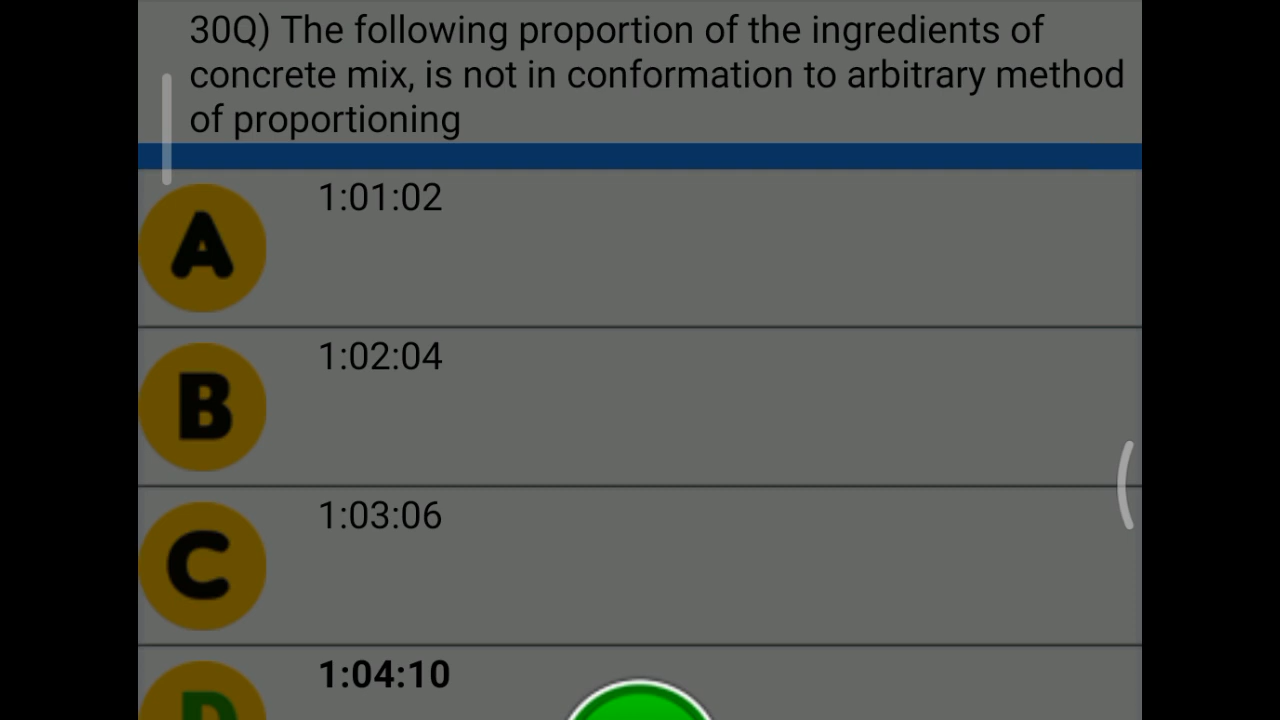 30Q) The following proportion of the ingredients of
concrete mix, is not in conformation to arbitrary method
of proportioning
A
1:01:02
B
1:02:04
C
1:03:06
D
1:04:10